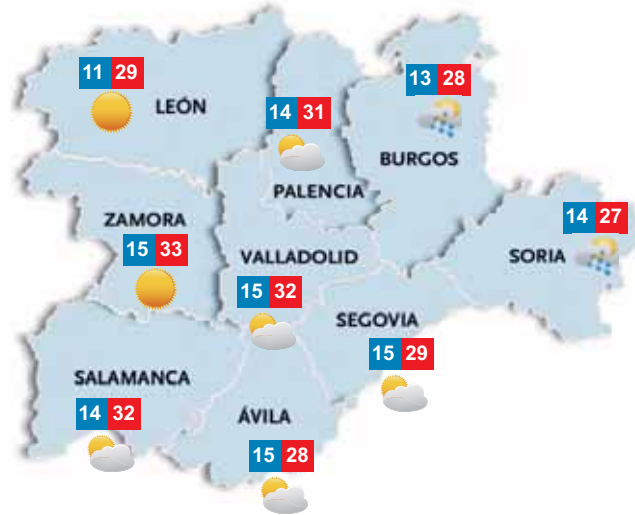 11 29
LEÓN
13 28
14 31
BURGOS
PALENCIA
ZAMORA
15 33
14 27
SORIA
VALLADOLID
15 32
SEGOVIA
15 29
SALAMANCA
14 32
ÁVILA
15 28